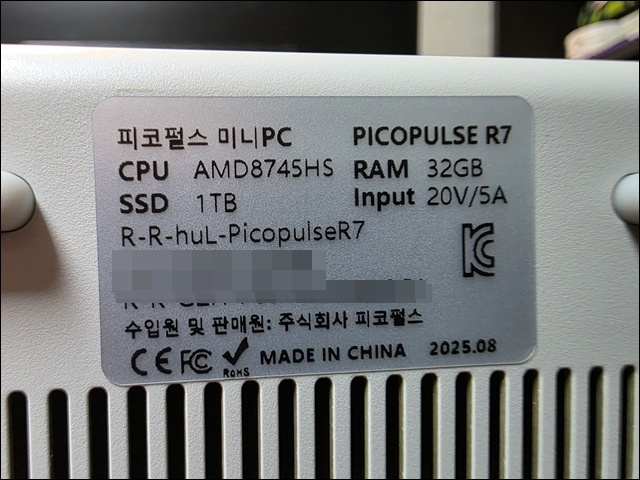 피코펄스 미니PC PICOPULSE R7
CPU AMD8745HS RAM 32GB
SSD 1TB Input 20V/5A
R-R-huL-PicopulseR7
수입원 및 판매원: 주식회사 피코펄스
CE FC RoHS MADE IN CHINA 2025.08